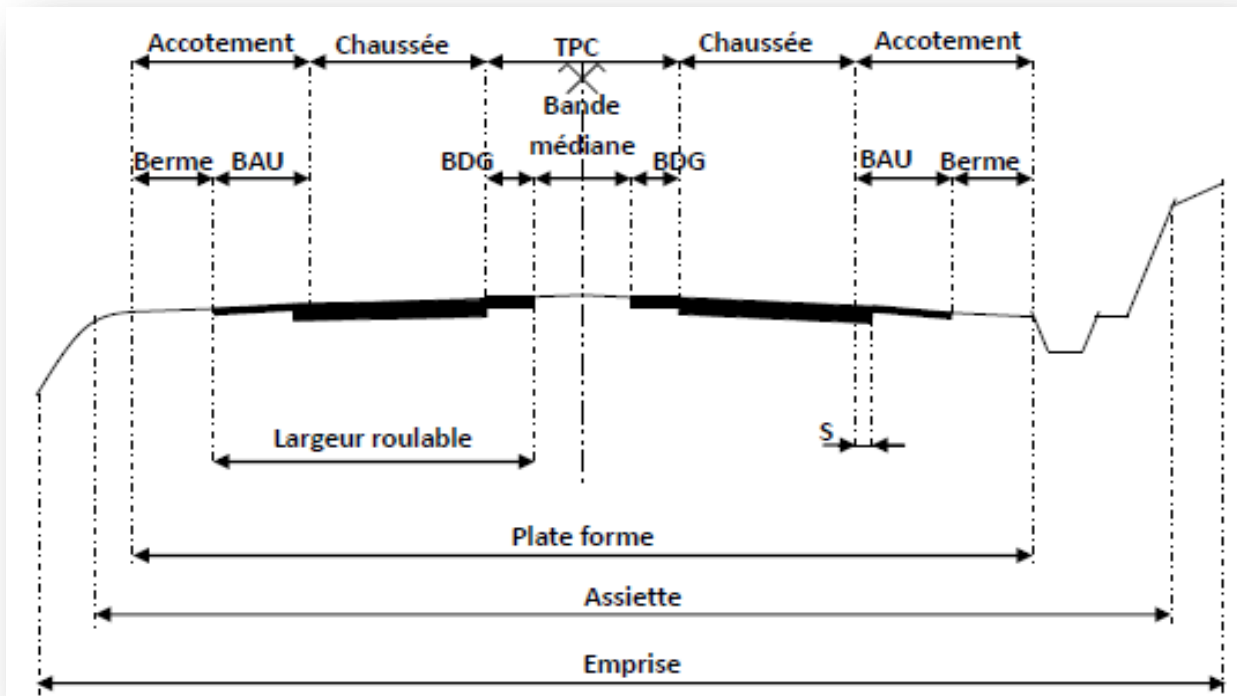 Accotement Chaussée TPC Chaussée Accotement
Bande
médiane
Berme BAU BDG BDG BAU Berme
Largeur roulable S
Plate forme
Assiette
Emprise